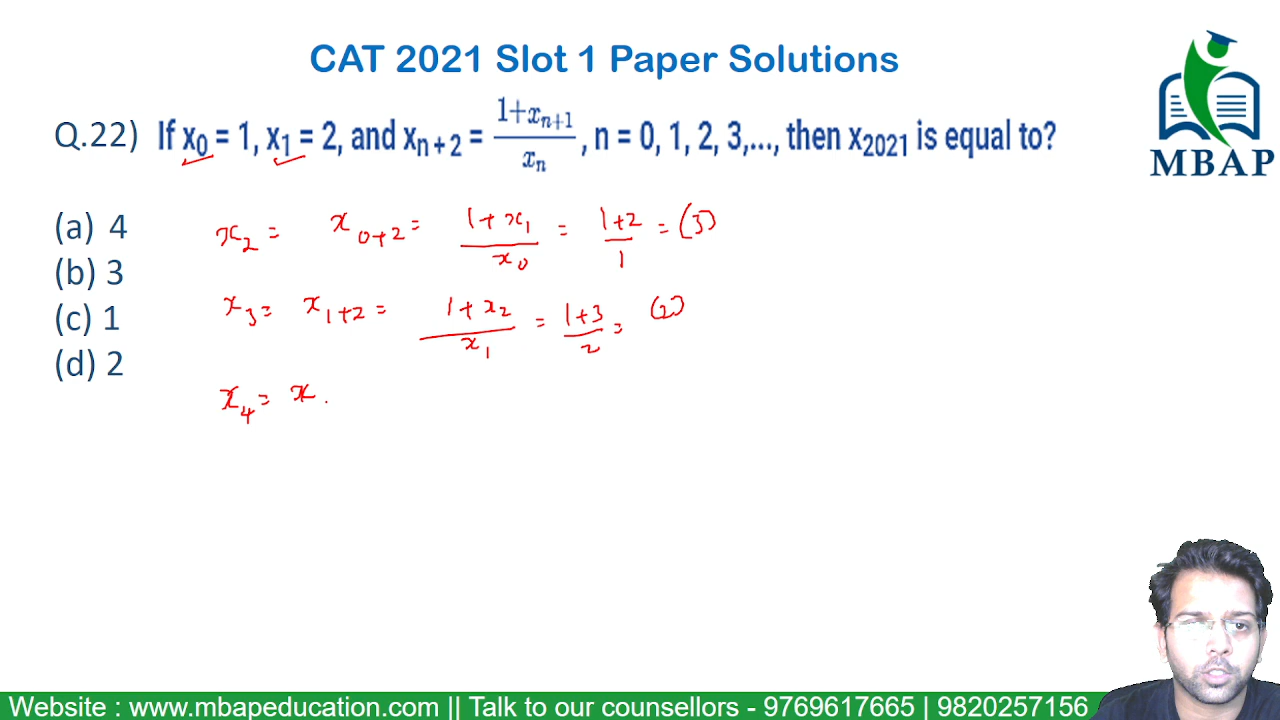 CAT 2021 Slot 1 Paper Solutions
MBAP
Q.22) If x₀ = 1, x₁ = 2, and xₙ₊₂ = (1+xₙ₊₁)/xₙ, n = 0, 1, 2, 3,..., then x₂₀₂₁ is equal to?
(a) 4
(b) 3
(c) 1
(d) 2
x₂ = x₀₊₂ = (1+x₁)/x₀ = (1+2)/1 = (3)
x₃ = x₁₊₂ = (1+x₂)/x₁ = (1+3)/2 = (2)
x₄ = x .
Website : www.mbapeducation.com || Talk to our counsellors - 9769617665 | 9820257156